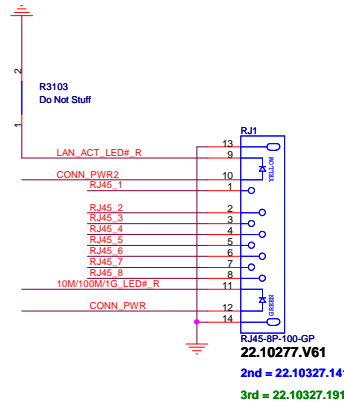 2
R3103
Do Not Stuff
1
RJ1
13
LAN_ACT_LED#_R
9
YELLOW
CONN_PWR2
10
RJ45_1
1
RJ45_2
2
RJ45_3
3
RJ45_4
4
RJ45_5
5
RJ45_6
6
RJ45_7
7
RJ45_8
8
10M/100M/1G_LED#_R
11
GREEN
CONN_PWR
12
14
RJ45-8P-100-GP
22.10277.V61
2nd = 22.10327.141
3rd = 22.10327.191